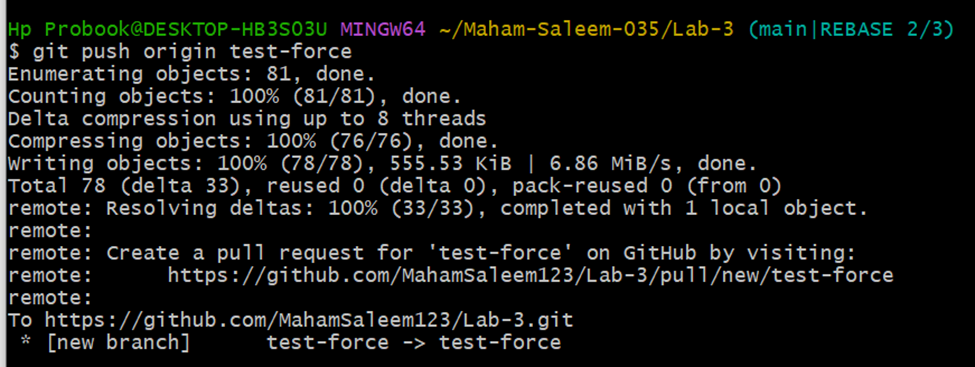 Hp Probook@DESKTOP-HB3SO3U MINGW64 ~/Maham-Saleem-035/Lab-3 (main|REBASE 2/3)
$ git push origin test-force
Enumerating objects: 81, done.
Counting objects: 100% (81/81), done.
Delta compression using up to 8 threads
Compressing objects: 100% (76/76), done.
Writing objects: 100% (78/78), 555.53 KiB | 6.86 MiB/s, done.
Total 78 (delta 33), reused 0 (delta 0), pack-reused 0 (from 0)
remote: Resolving deltas: 100% (33/33), completed with 1 local object.
remote:
remote: Create a pull request for 'test-force' on GitHub by visiting:
remote:      https://github.com/MahamSaleem123/Lab-3/pull/new/test-force
remote:
To https://github.com/MahamSaleem123/Lab-3.git
 * [new branch]      test-force -> test-force